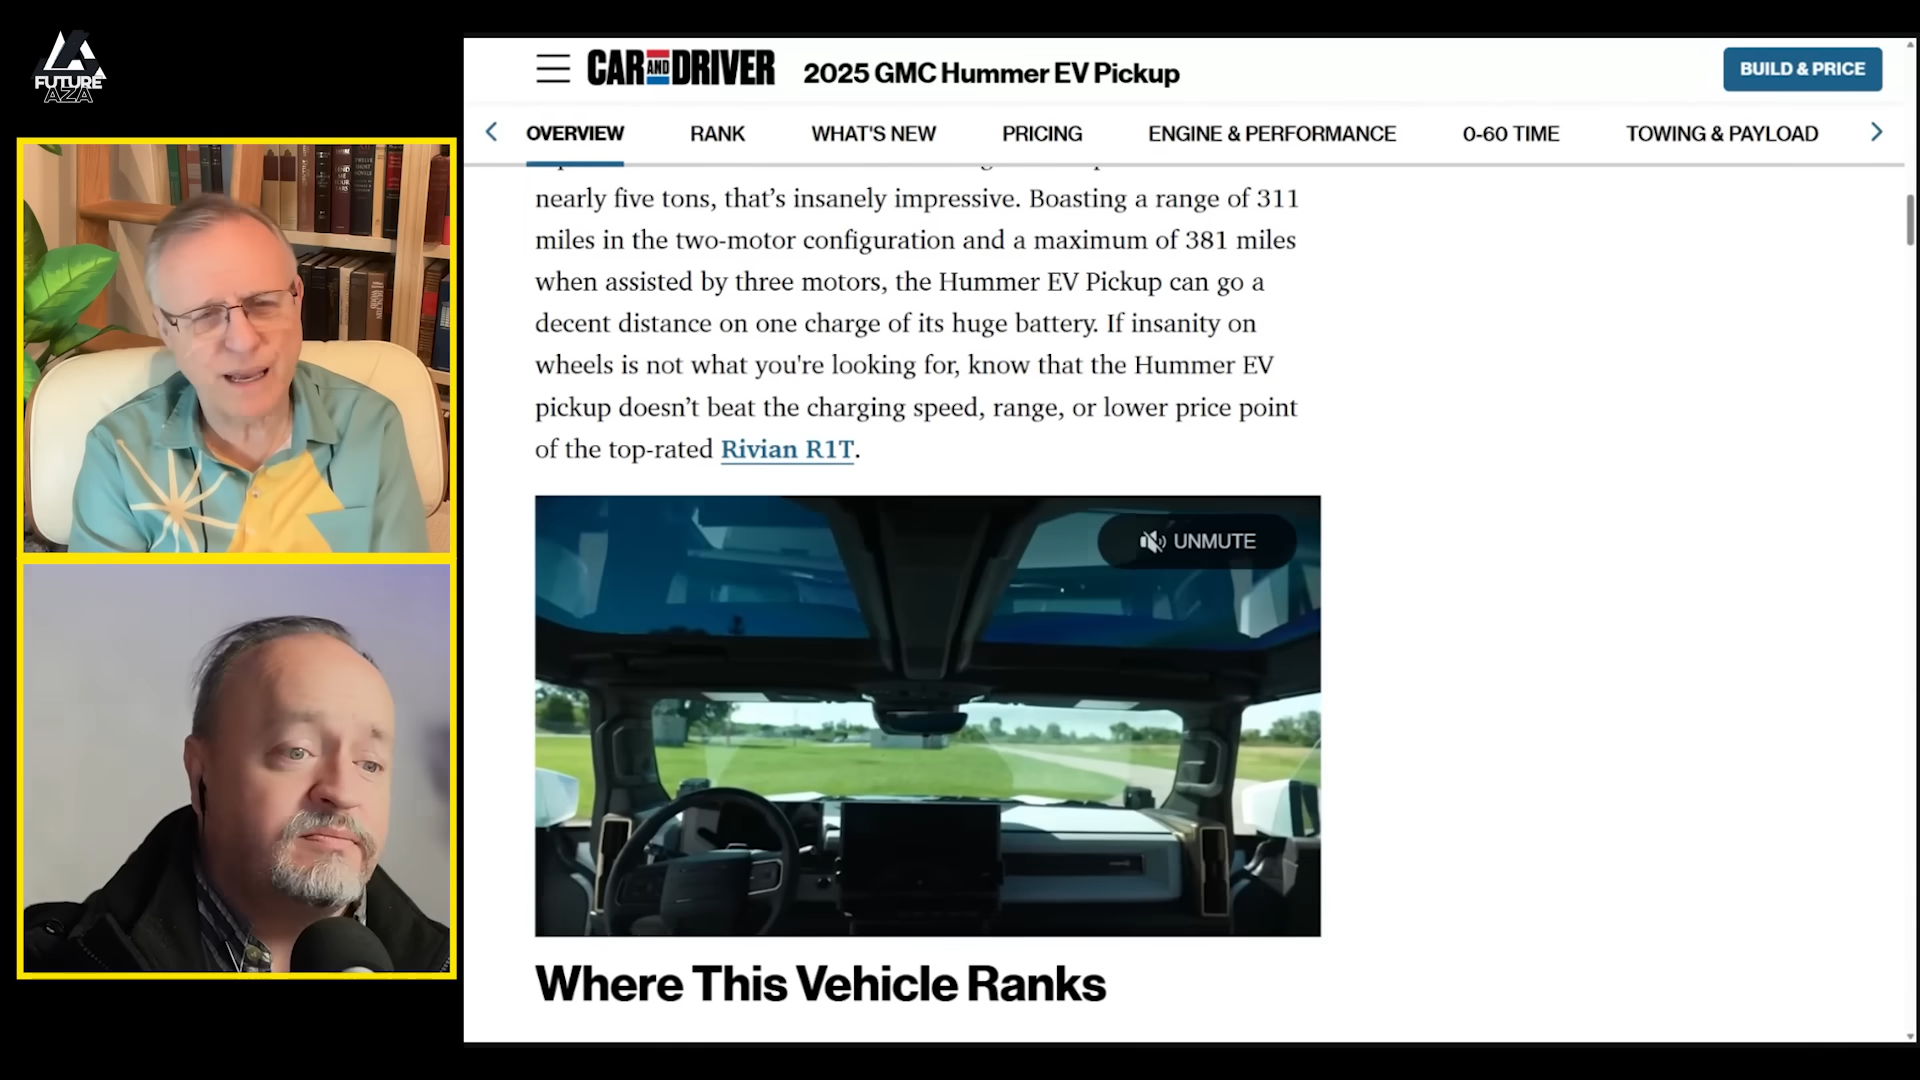 FUTURE
AZA
CAR AND DRIVER
2025 GMC Hummer EV Pickup
BUILD & PRICE
OVERVIEW
RANK
WHAT'S NEW
PRICING
ENGINE & PERFORMANCE
0-60 TIME
TOWING & PAYLOAD
nearly five tons, that’s insanely impressive. Boasting a range of 311
miles in the two-motor configuration and a maximum of 381 miles
when assisted by three motors, the Hummer EV Pickup can go a
decent distance on one charge of its huge battery. If insanity on
wheels is not what you're looking for, know that the Hummer EV
pickup doesn’t beat the charging speed, range, or lower price point
of the top-rated Rivian R1T.
UNMUTE
Where This Vehicle Ranks